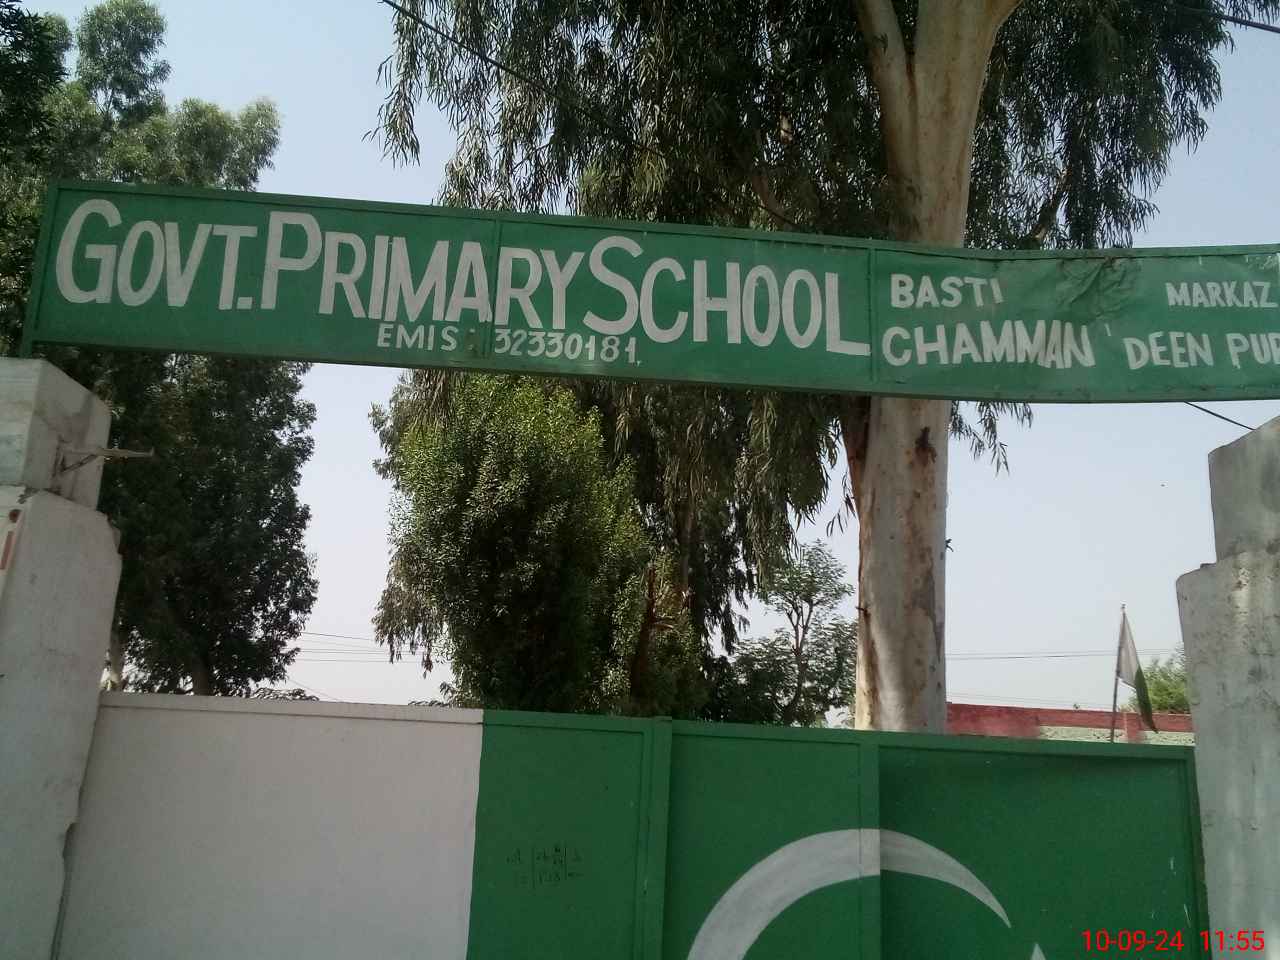 GOVT. PRIMARY SCHOOL
EMIS : 32330181
BASTI
CHAMMAN
MARKAZ
DEEN PUR
10-09-24 11:55